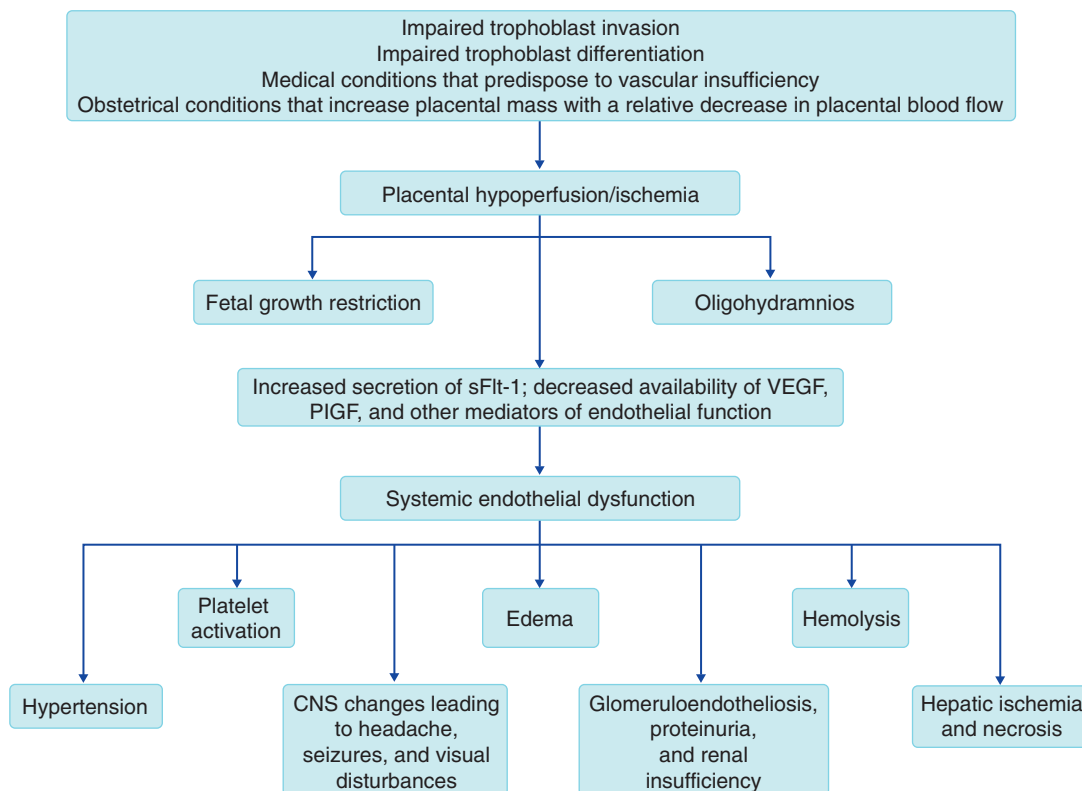 Impaired trophoblast invasion
Impaired trophoblast differentiation
Medical conditions that predispose to vascular insufficiency
Obstetrical conditions that increase placental mass with a relative decrease in placental blood flow
Placental hypoperfusion/ischemia
Fetal growth restriction
Oligohydramnios
Increased secretion of sFlt-1; decreased availability of VEGF,
PlGF, and other mediators of endothelial function
Systemic endothelial dysfunction
Platelet
activation
Edema
Hemolysis
Hypertension
CNS changes leading
to headache,
seizures, and visual
disturbances
Glomeruloendotheliosis,
proteinuria,
and renal
insufficiency
Hepatic ischemia
and necrosis